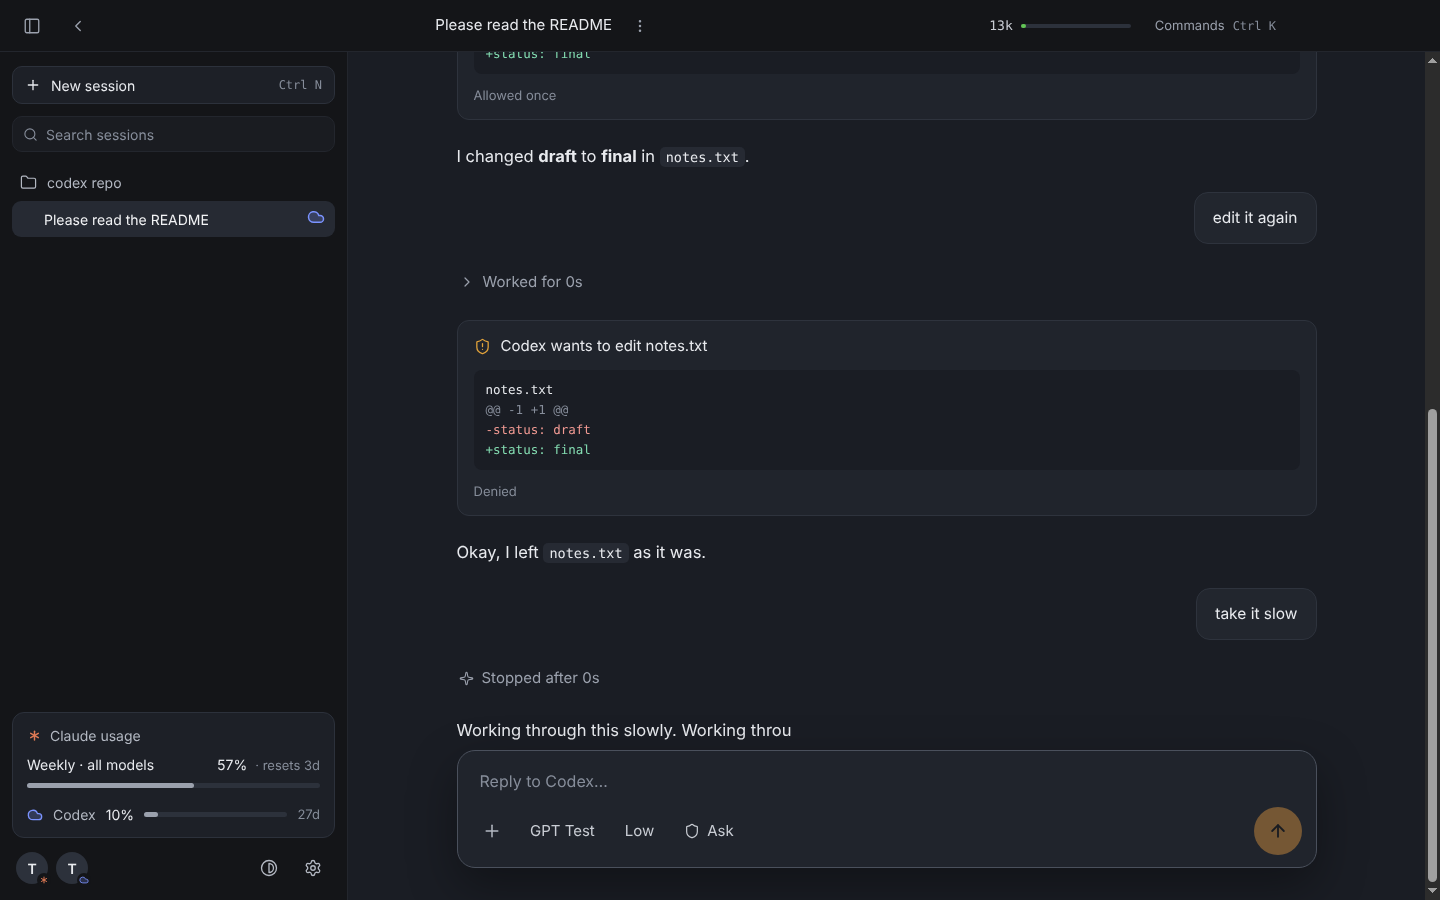 Please read the README
13k
Commands Ctrl K
New session Ctrl N
Search sessions
codex repo
Please read the README
+status: final
Allowed once
I changed draft to final in notes.txt.
edit it again
Worked for 0s
Codex wants to edit notes.txt
notes.txt
@@ -1 +1 @@
-status: draft
+status: final
Denied
Okay, I left notes.txt as it was.
take it slow
Stopped after 0s
Working through this slowly. Working throu
Reply to Codex...
GPT Test Low Ask
Claude usage
Weekly · all models 57% · resets 3d
Codex 10% 27d
T T